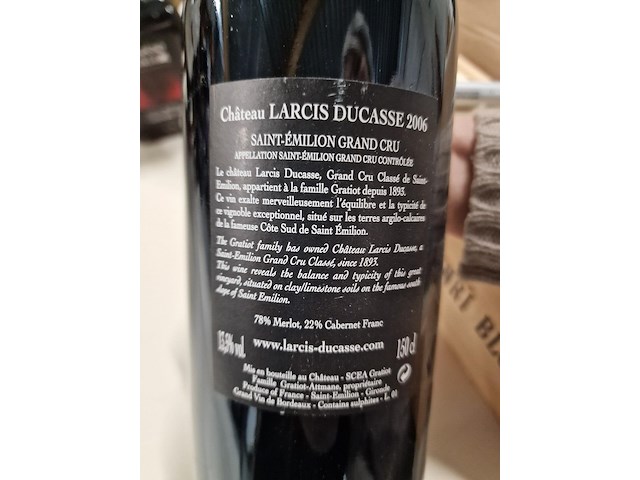 Château LARCIS DUCASSE 2006
SAINT-ÉMILION GRAND CRU
APPELLATION SAINT-ÉMILION GRAND CRU CONTRÔLÉE
Le château Larcis Ducasse, Grand Cru Classé de Saint-
Emilion, appartient à la famille Gratiot depuis 1893.
Ce vin exalte merveilleusement l'équilibre et la typicité de
ce vignoble exceptionnel, situé sur les terres argilo-calcaires
de la fameuse Côte Sud de Saint Émilion.
The Gratiot family has owned Château Larcis Ducasse, a
Saint-Emilion Grand Cru Classé, since 1893.
This wine reveals the balance and typicity of this great
vineyard, situated on clay/limestone soils on the famous south
slope of Saint Emilion.
78% Merlot, 22% Cabernet Franc
13,5% vol. www.larcis-ducasse.com 150 cl
Mis en bouteille au Château - SCEA Gratiot
Famille Gratiot-Attmane, propriétaire
Produce of France - Saint-Emilion - Gironde
Grand Vin de Bordeaux - Contains sulphites - L 01